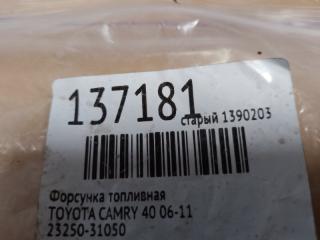 137181
старый 1390203
Форсунка топливная
TOYOTA CAMRY 40 06-11
23250-31050